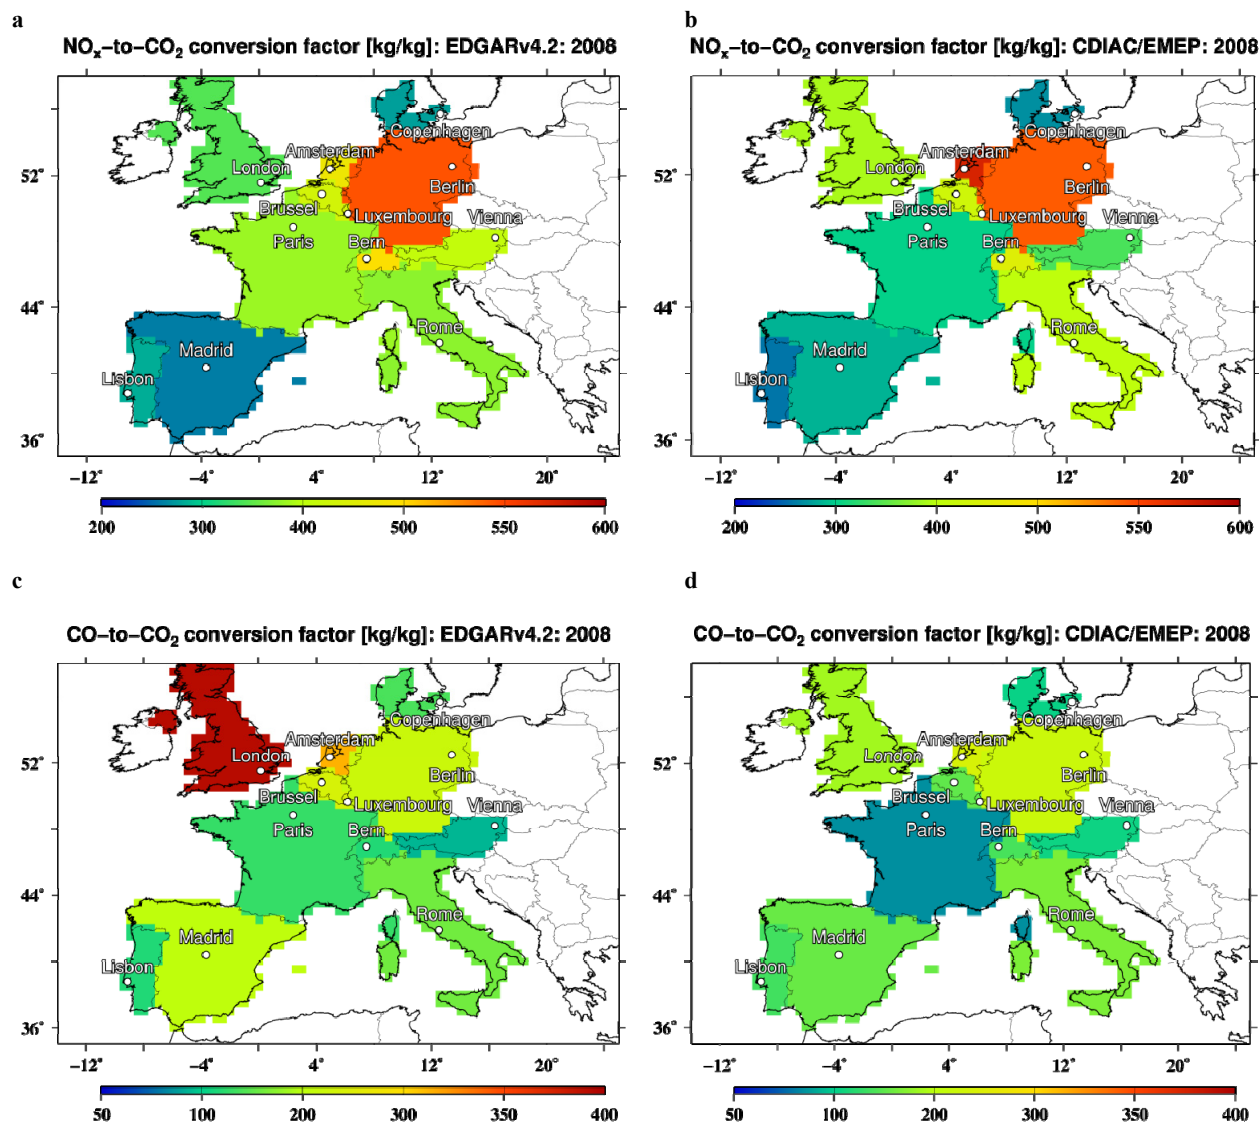 a
NOx−to−CO2 conversion factor [kg/kg]: EDGARv4.2: 2008
Copenhagen
Amsterdam
London
52°
Berlin
Brussel
Luxembourg
Vienna
Paris
Bern
44°
Rome
Madrid
Lisbon
36°
−12° −4° 4° 12° 20°
200 300 400 500 550 600
b
NOx−to−CO2 conversion factor [kg/kg]: CDIAC/EMEP: 2008
Copenhagen
Amsterdam
London
52°
Berlin
Brussel
Luxembourg
Vienna
Paris
Bern
44°
Rome
Madrid
Lisbon
36°
−12° −4° 4° 12° 20°
200 300 400 500 550 600
c
CO−to−CO2 conversion factor [kg/kg]: EDGARv4.2: 2008
Copenhagen
Amsterdam
London
52°
Berlin
Brussel
Luxembourg
Vienna
Paris
Bern
44°
Rome
Madrid
Lisbon
36°
−12° −4° 4° 12° 20°
50 100 200 300 350 400
d
CO−to−CO2 conversion factor [kg/kg]: CDIAC/EMEP: 2008
Copenhagen
Amsterdam
London
52°
Berlin
Brussel
Luxembourg
Vienna
Paris
Bern
44°
Rome
Madrid
Lisbon
36°
−12° −4° 4° 12° 20°
50 100 200 300 350 400